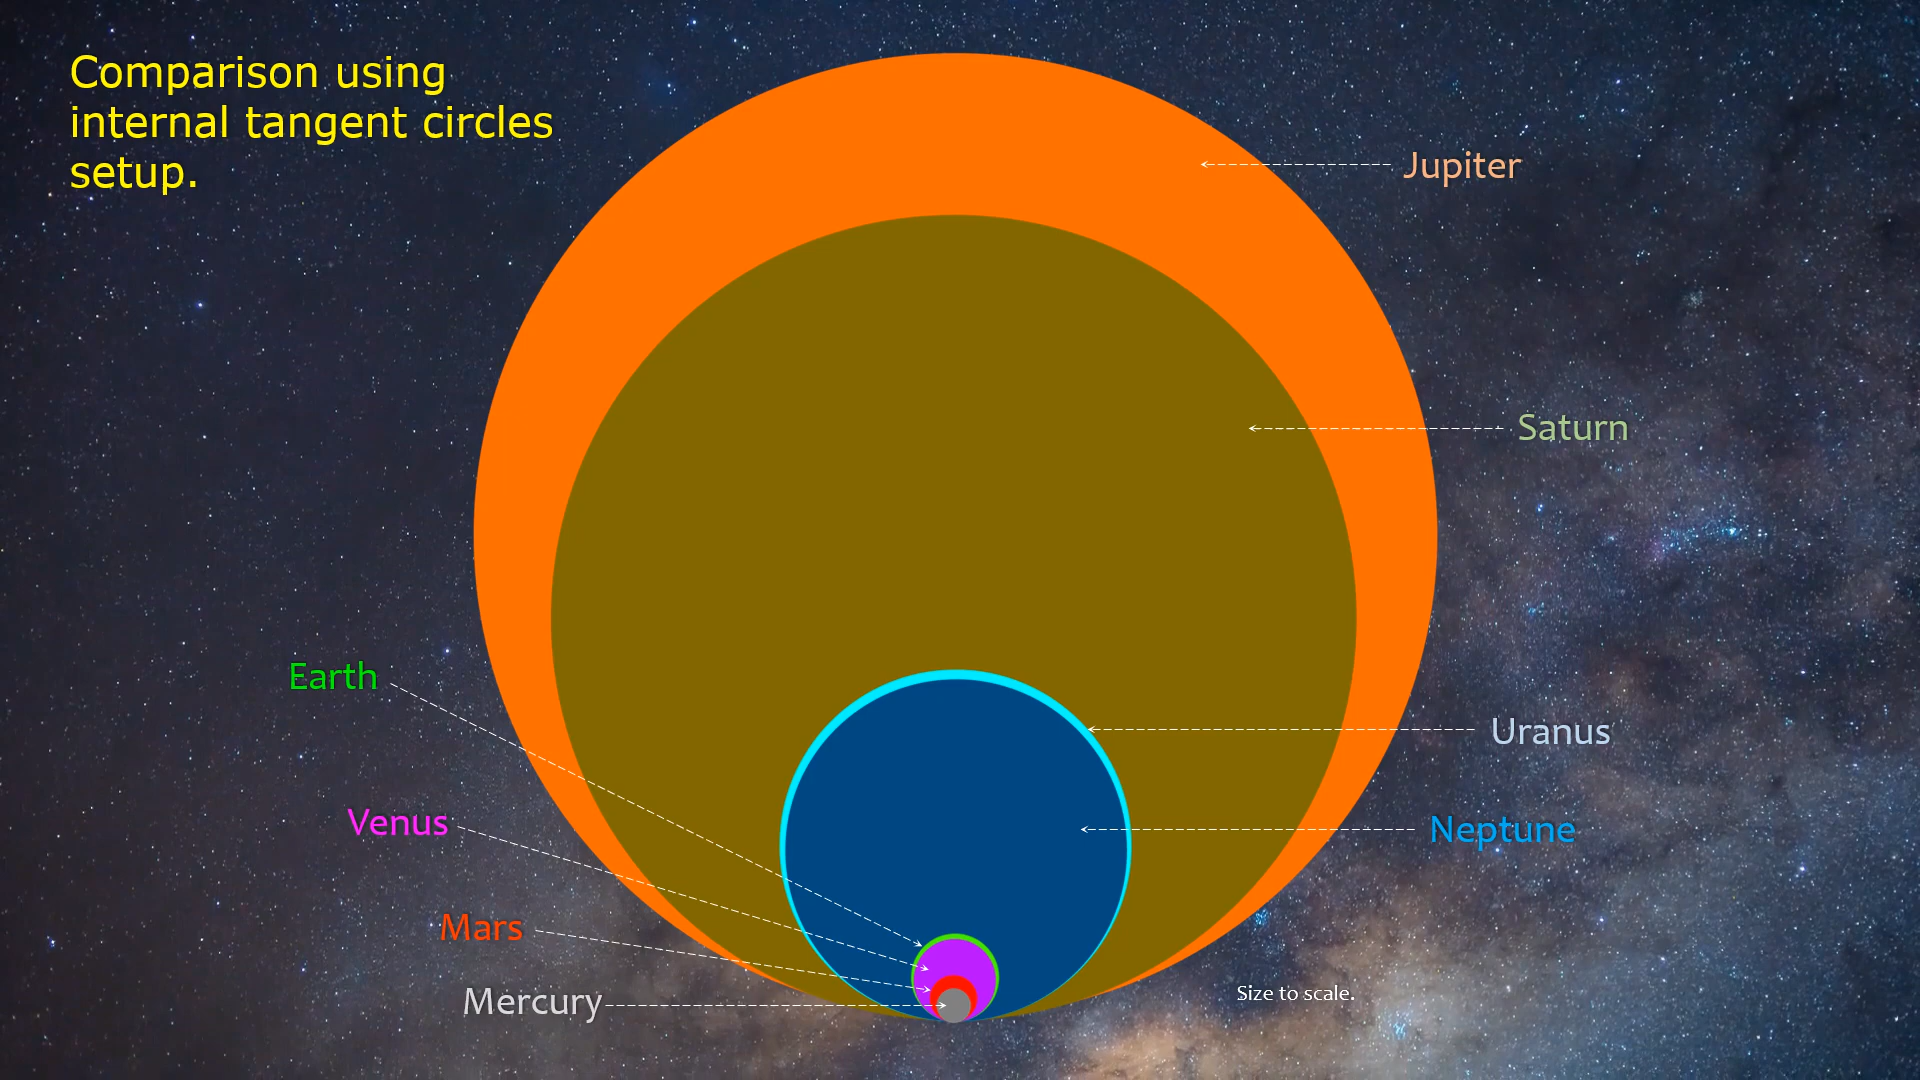 Comparison using
internal tangent circles
setup.
Jupiter
Saturn
Earth
Uranus
Venus
Neptune
Mars
Mercury
Size to scale.